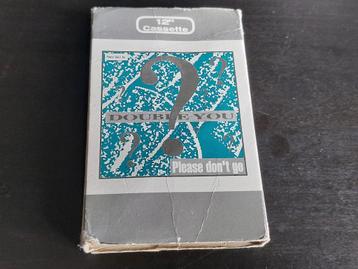 12"
Cassette
?
DOUBLE YOU
Please don't go